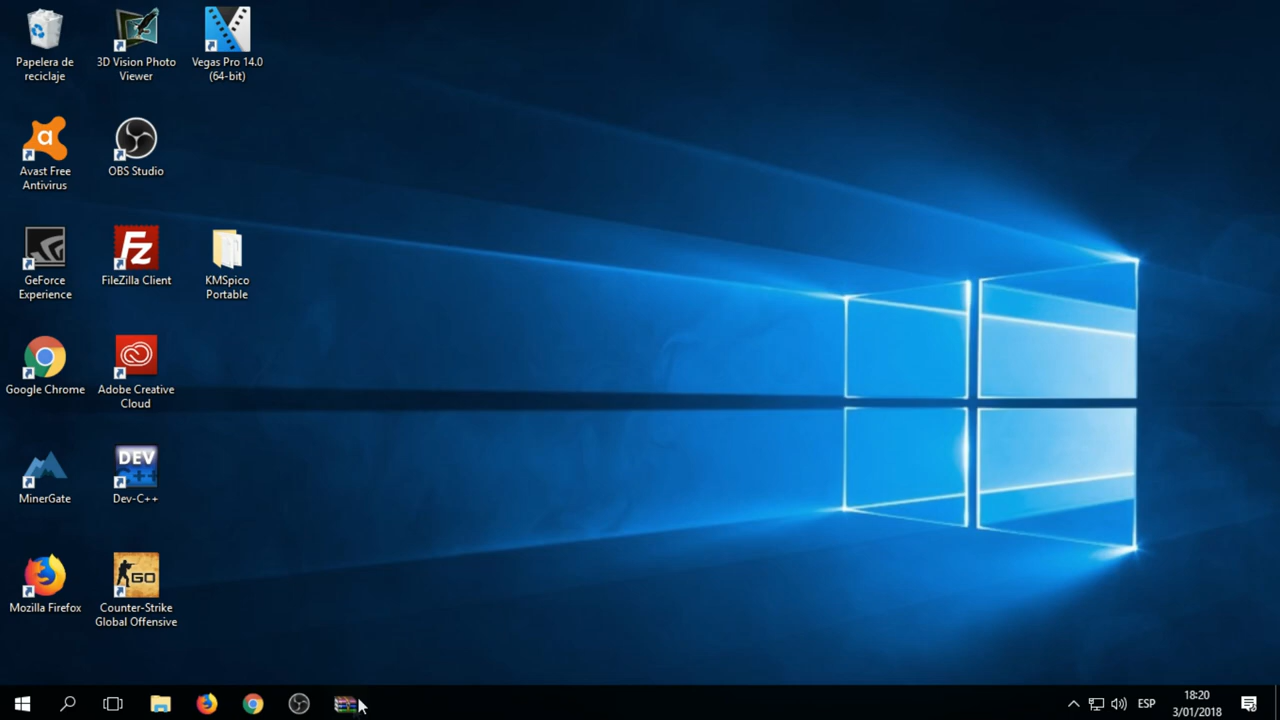 Papelera de
reciclaje
3D Vision Photo
Viewer
Vegas Pro 14.0
(64-bit)
a
Avast Free
Antivirus
OBS Studio
GeForce
Experience
Fz
FileZilla Client
KMSpico
Portable
Google Chrome
Adobe Creative
Cloud
MinerGate
DEV
C++
Dev-C++
Mozilla Firefox
GO
Counter-Strike
Global Offensive
ESP
18:20
3/01/2018